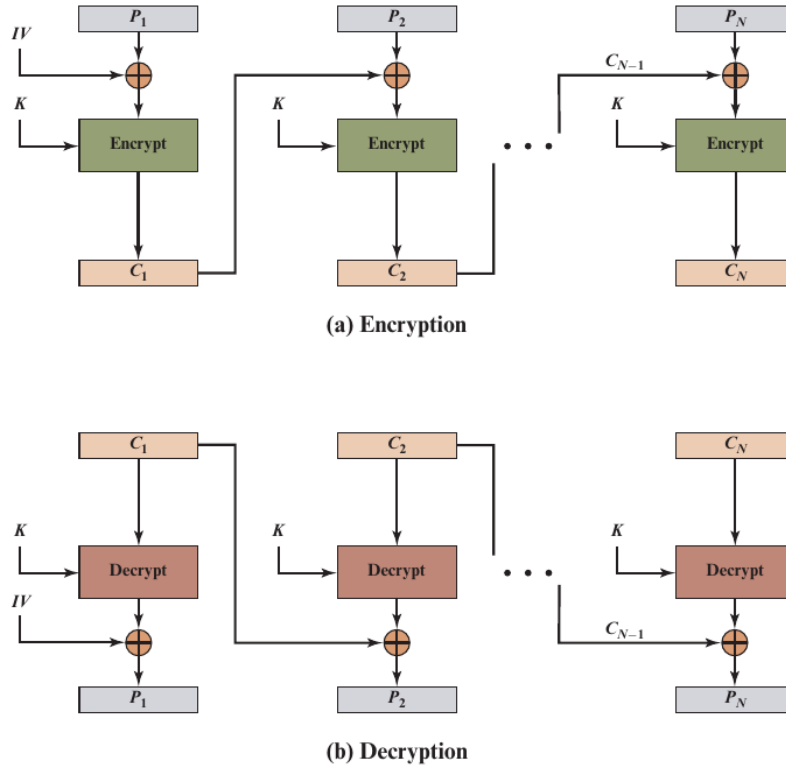 P1 P2 PN
IV
CN−1
K K K
Encrypt Encrypt Encrypt
C1 C2 CN
(a) Encryption
C1 C2 CN
K K K
Decrypt Decrypt Decrypt
IV
CN−1
P1 P2 PN
(b) Decryption